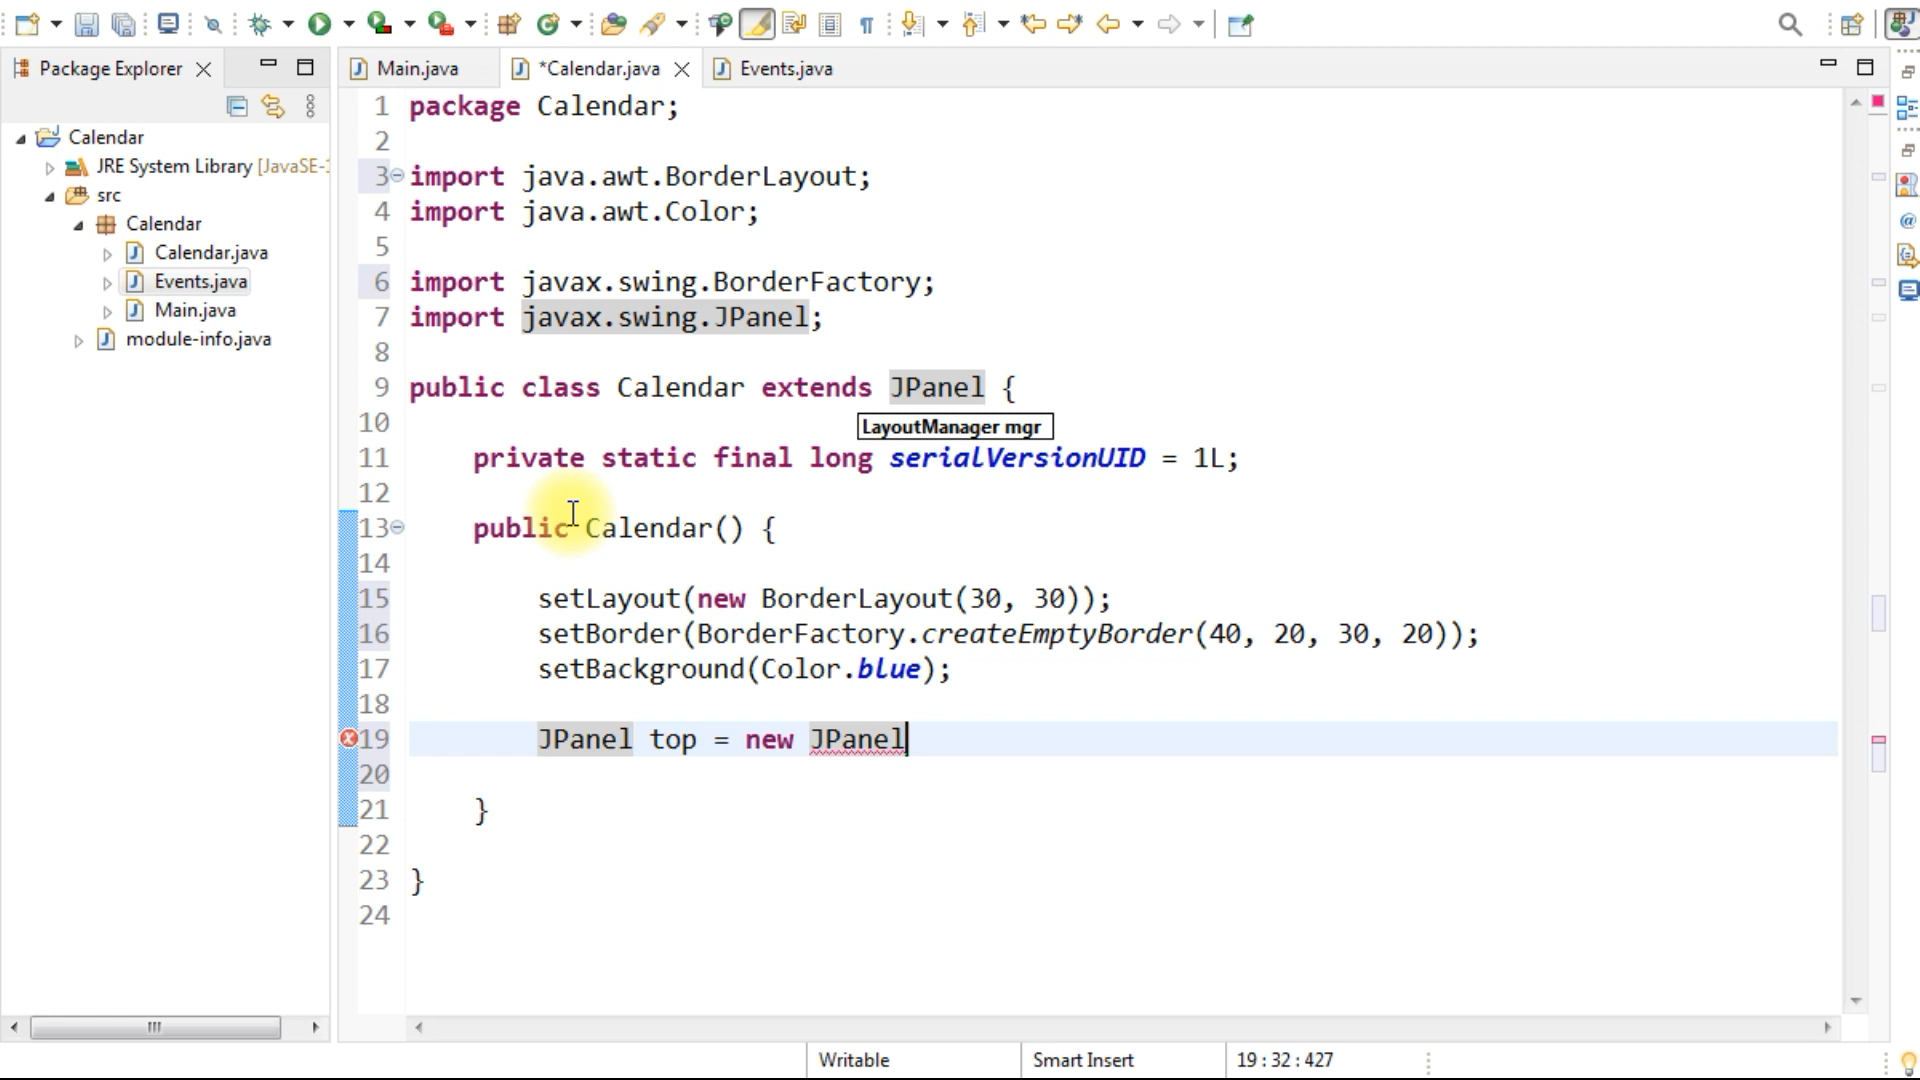 Package Explorer
Main.java
*Calendar.java
Events.java
Calendar
JRE System Library [JavaSE-1
src
Calendar
Calendar.java
Events.java
Main.java
module-info.java
1 package Calendar;
2
3 import java.awt.BorderLayout;
4 import java.awt.Color;
5
6 import javax.swing.BorderFactory;
7 import javax.swing.JPanel;
8
9 public class Calendar extends JPanel {
10
LayoutManager mgr
11 private static final long serialVersionUID = 1L;
12
13 public Calendar() {
14
15 setLayout(new BorderLayout(30, 30));
16 setBorder(BorderFactory.createEmptyBorder(40, 20, 30, 20));
17 setBackground(Color.blue);
18
19 JPanel top = new JPanel
20
21 }
22
23 }
24
Writable
Smart Insert
19 : 32 : 427